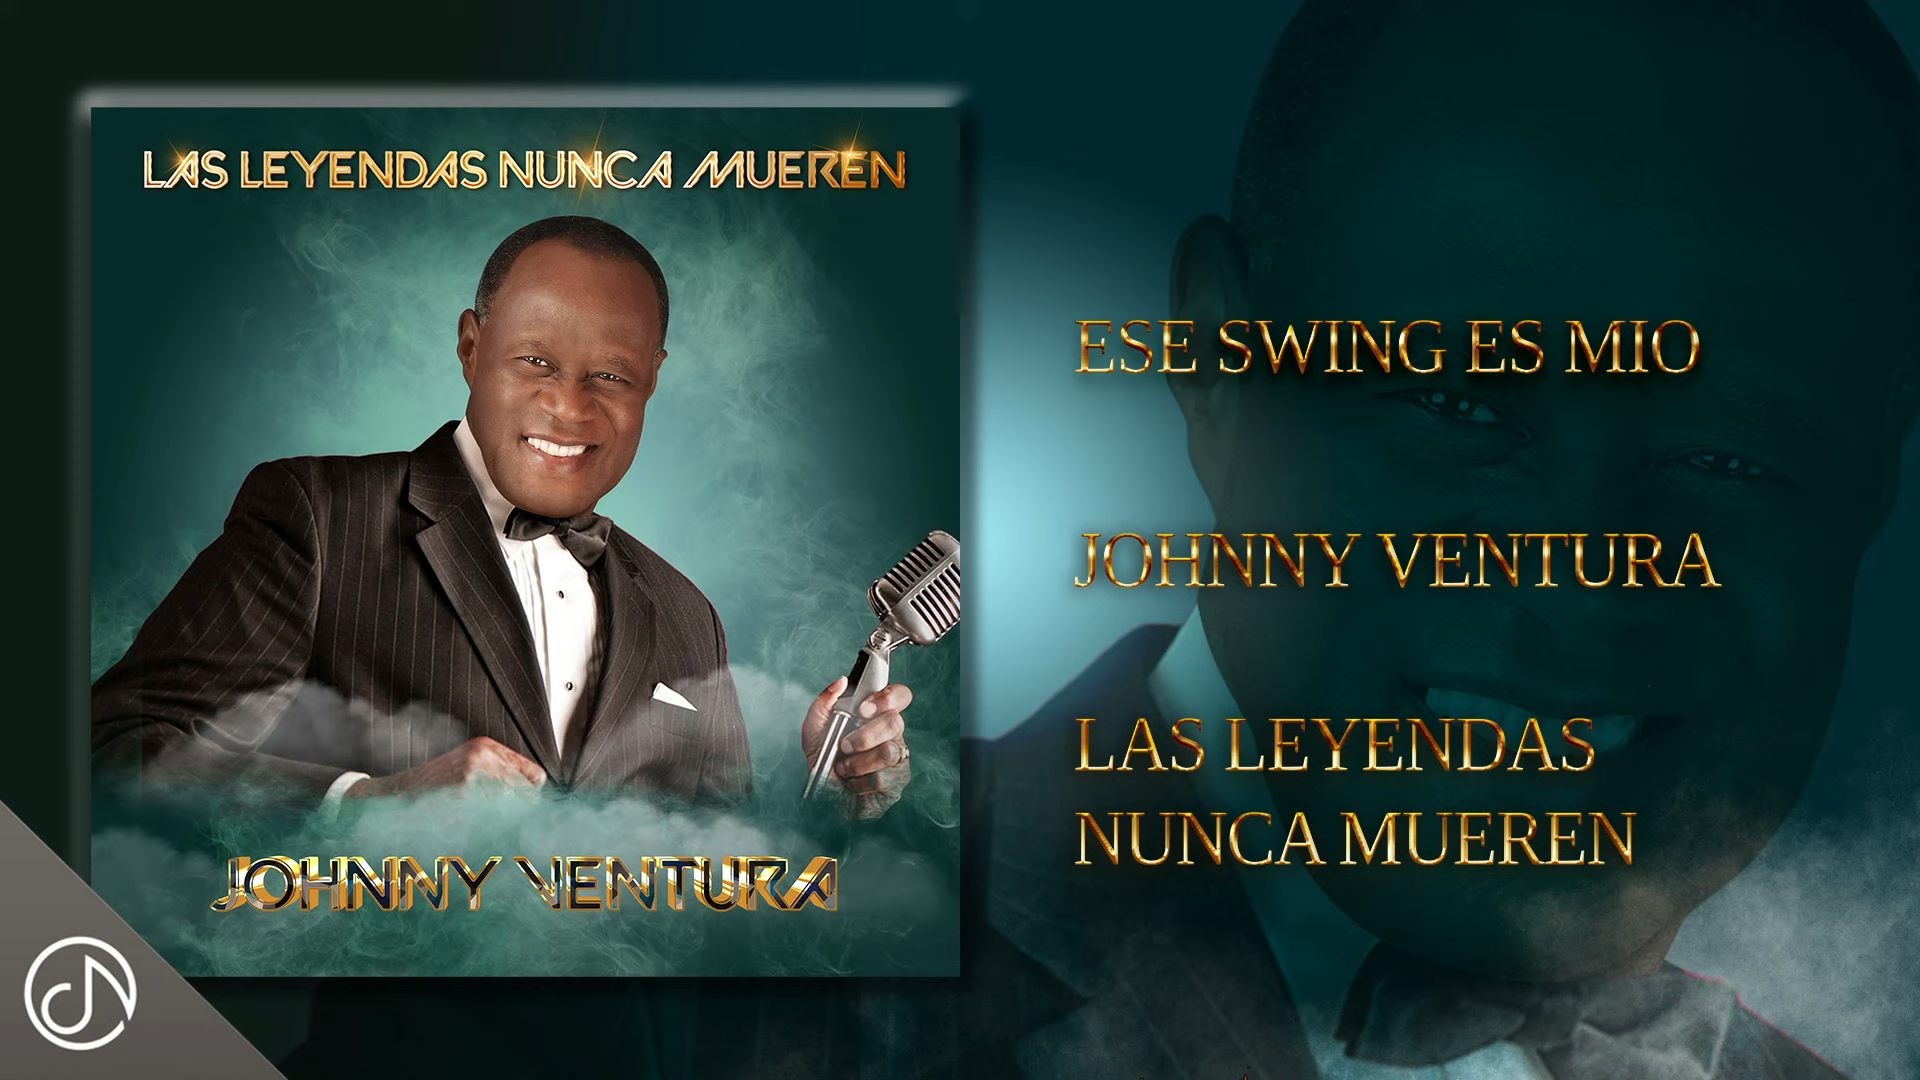 LAS LEYENDAS NUNCA MUEREN
JOHNNY VENTURA
ESE SWING ES MIO
JOHNNY VENTURA
LAS LEYENDAS
NUNCA MUEREN